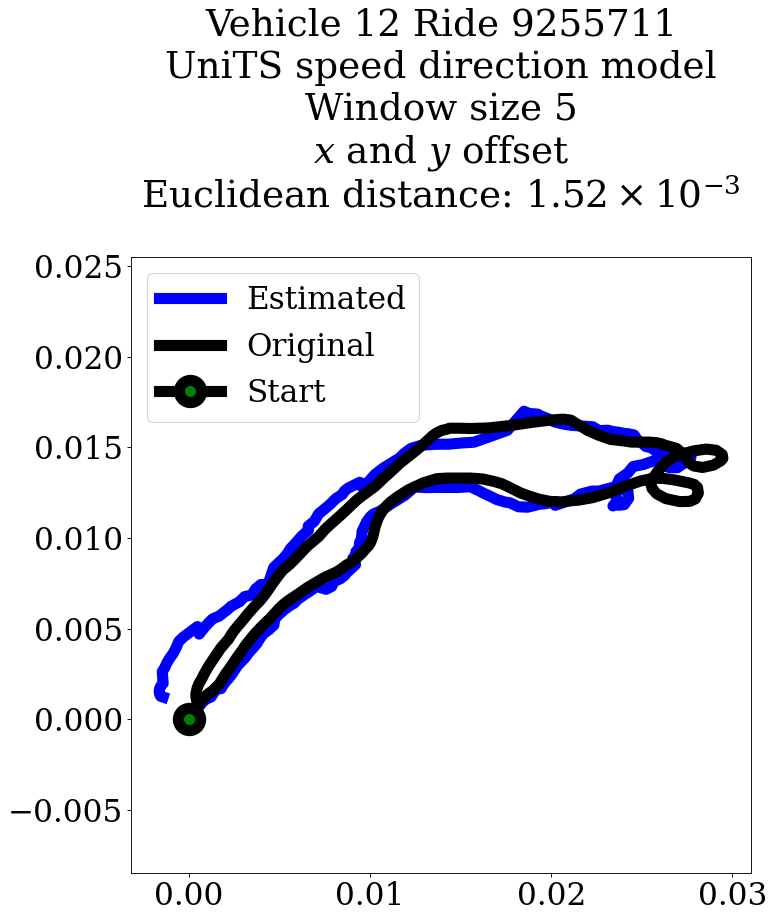 Vehicle 12 Ride 9255711
UniTS speed direction model
Window size 5
x and y offset
Euclidean distance: 1.52 × 10⁻³
0.025
0.020
0.015
0.010
0.005
0.000
−0.005
Estimated
Original
Start
0.00 0.01 0.02 0.03